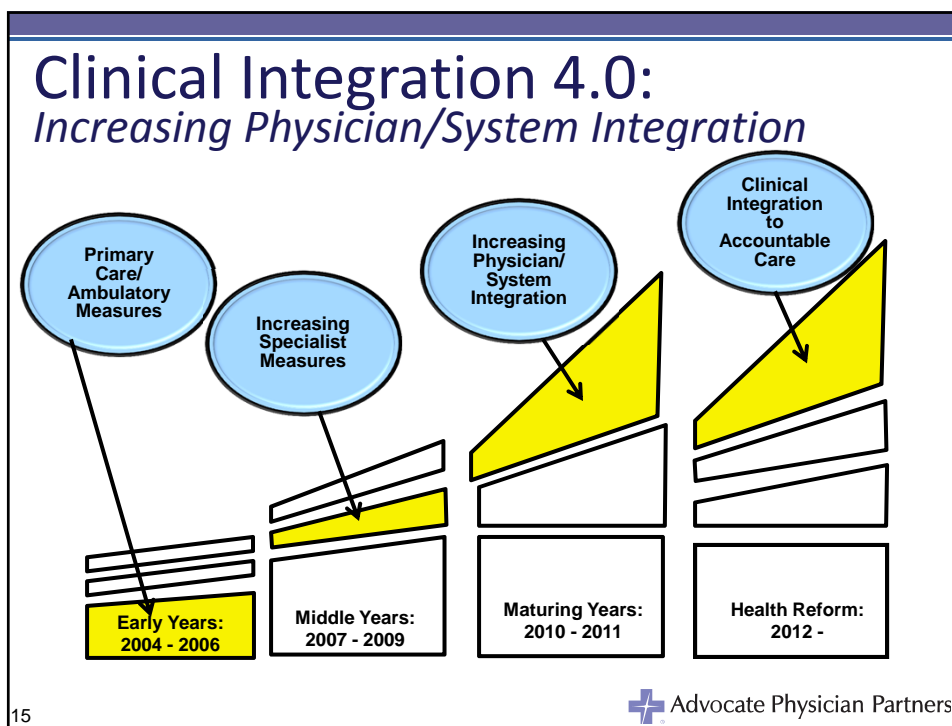 Clinical Integration 4.0:
Increasing Physician/System Integration
Primary
Care/
Ambulatory
Measures
Increasing
Specialist
Measures
Increasing
Physician/
System
Integration
Clinical
Integration
to
Accountable
Care
Early Years:
2004 - 2006
Middle Years:
2007 - 2009
Maturing Years:
2010 - 2011
Health Reform:
2012 -
15
Advocate Physician Partners